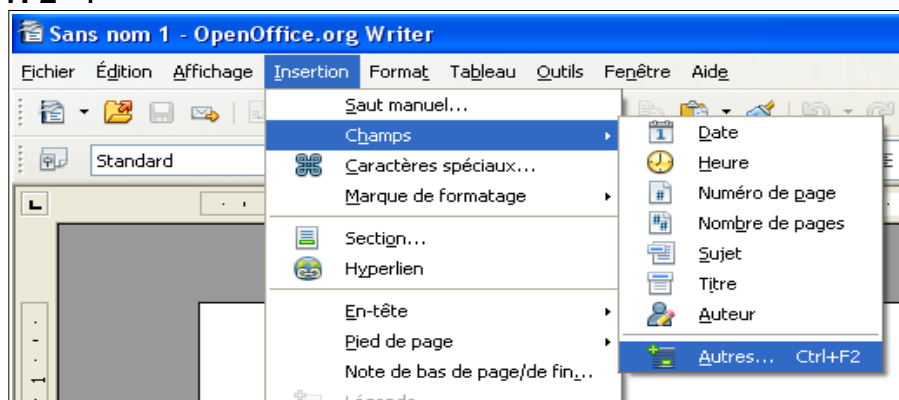 Sans nom 1 - OpenOffice.org Writer
Fichier Édition Affichage Insertion Format Tableau Outils Fenêtre Aide
Saut manuel...
Champs
Standard
Caractères spéciaux...
Marque de formatage
Section...
Hyperlien
En-tête
Pied de page
Note de bas de page/de fin...
Légende
Date
Heure
Numéro de page
Nombre de pages
Sujet
Titre
Auteur
Autres... Ctrl+F2